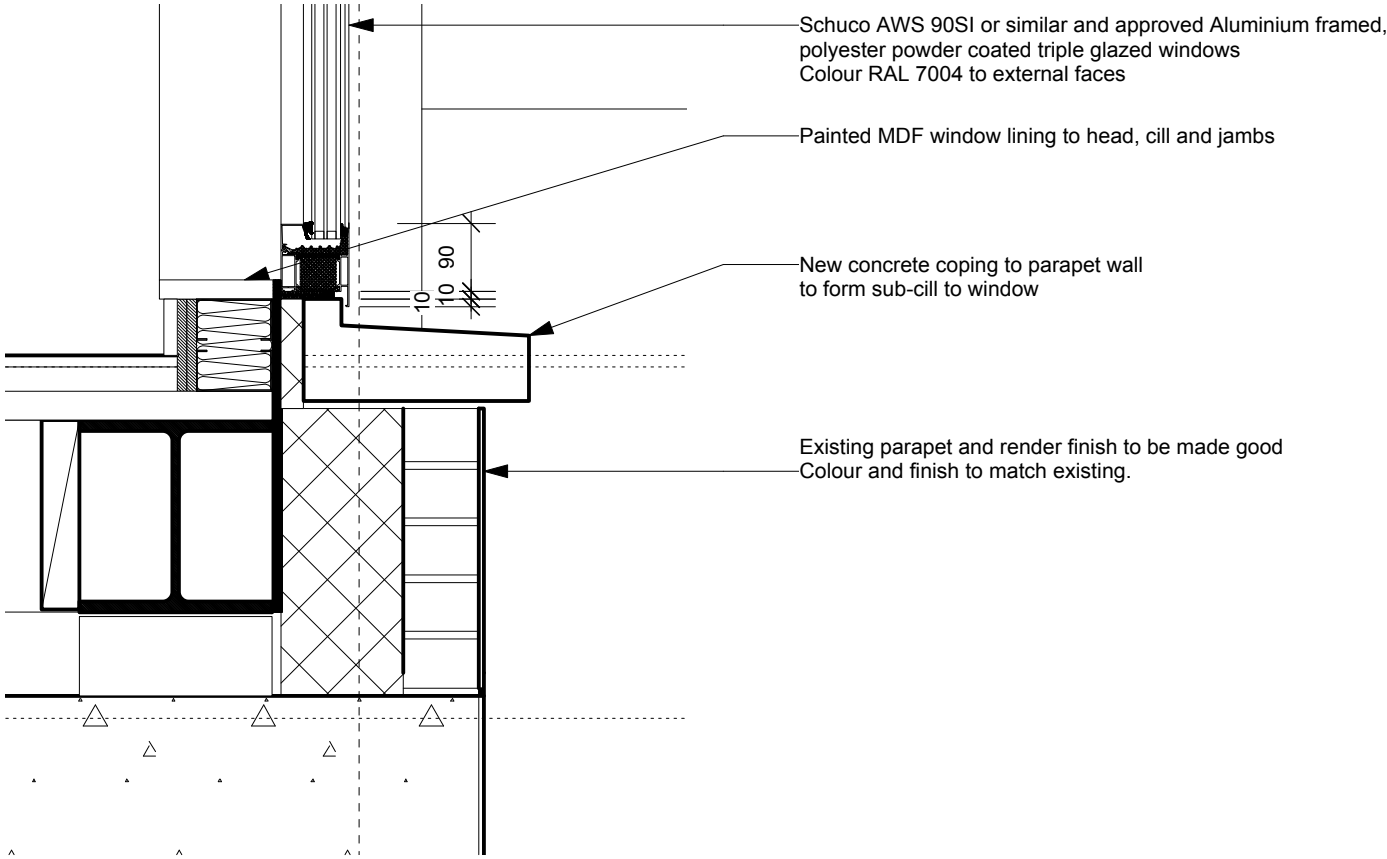 Schuco AWS 90SI or similar and approved Aluminium framed,
polyester powder coated triple glazed windows
Colour RAL 7004 to external faces
Painted MDF window lining to head, cill and jambs
90
10
10
New concrete coping to parapet wall
to form sub-cill to window
Existing parapet and render finish to be made good
Colour and finish to match existing.